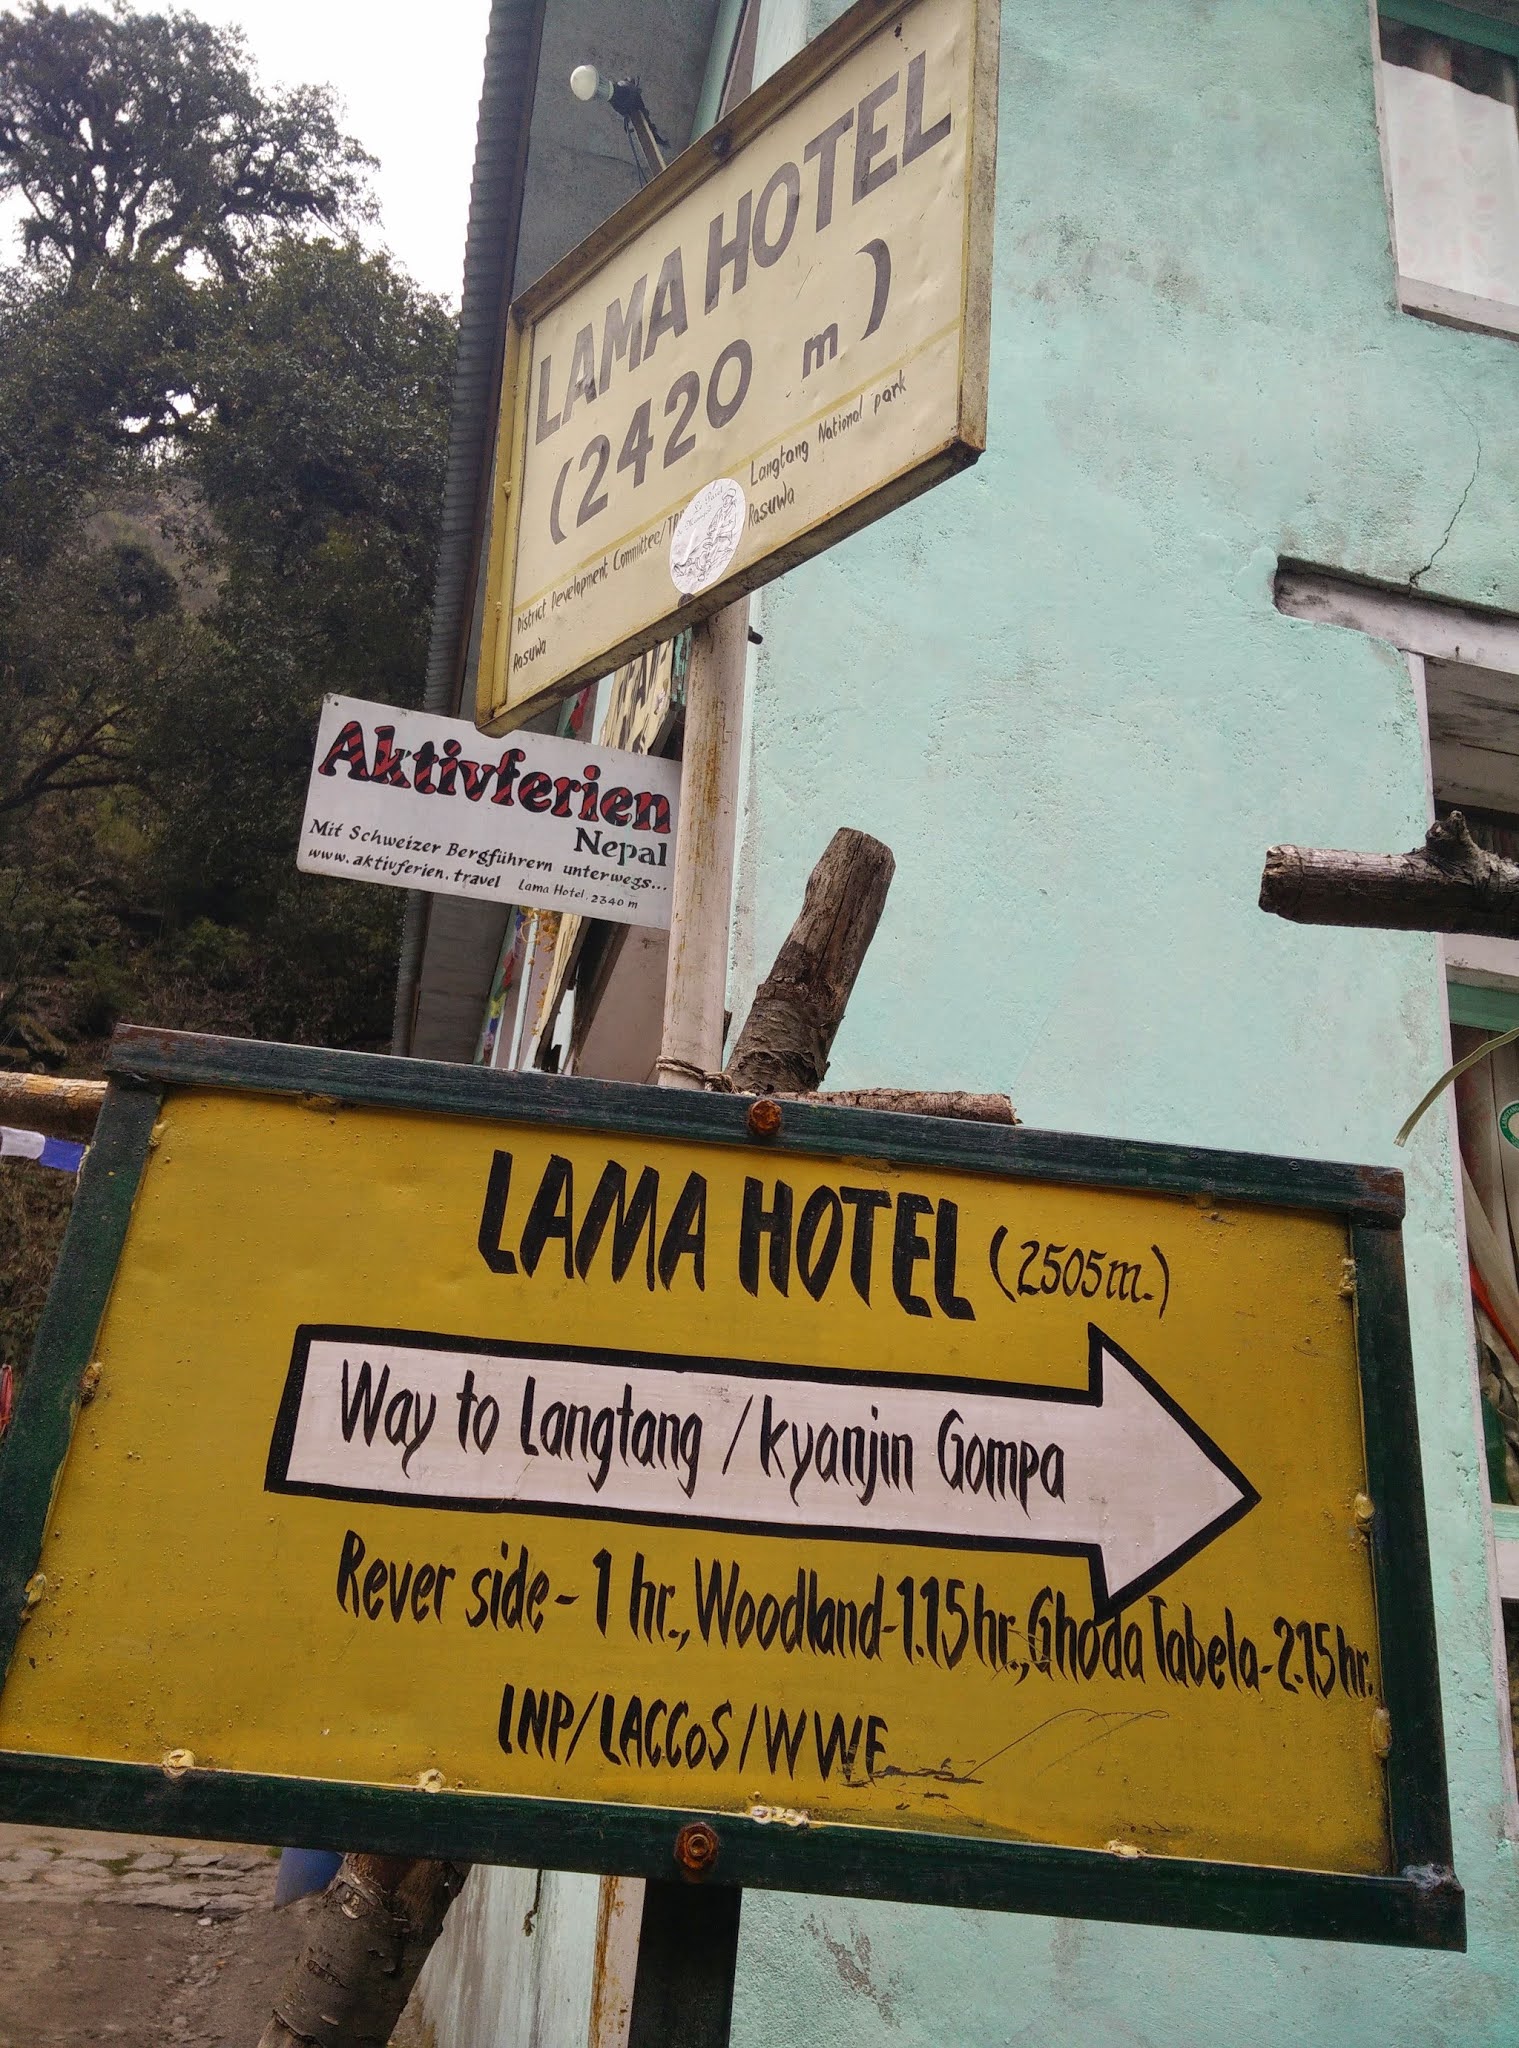 LAMA HOTEL
(2420 m)
District Development Committee/
Rasuwa
Langtang National park
Rasuwa
Aktivferien
Nepal
Mit Schweizer Bergführern unterwegs...
www.aktivferien.travel Lama Hotel. 2340 m
LAMA HOTEL (2505m.)
Way to Langtang / kyanjin Gompa
Rever side - 1 hr., Woodland-1.15 hr., Ghoda Tabela-2.15 hr.
LNP/LACCoS/WWF